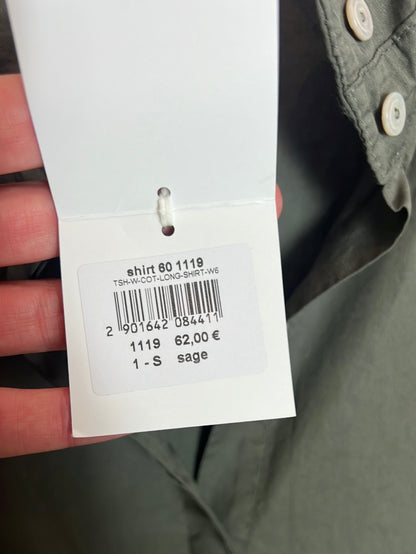 shirt 60 1119
TSH-W-COT-LONG-SHIRT-W6
2 901642 084411
1119 62,00 €
1 - S sage